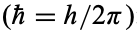 (ℏ = h/2π)